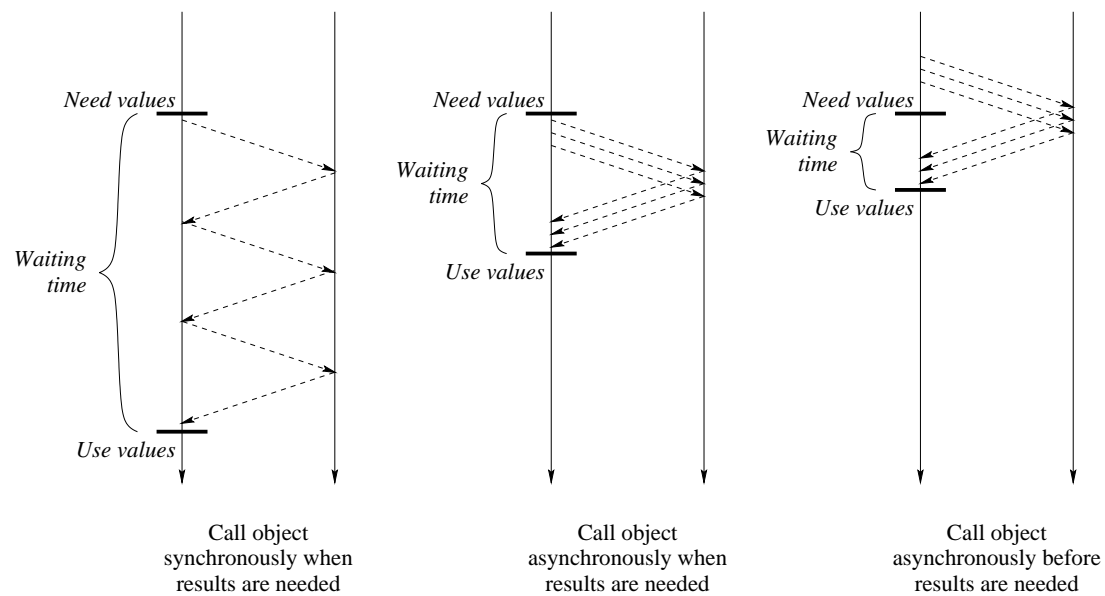 Need values
Waiting
time
Use values
Call object
synchronously when
results are needed
Need values
Waiting
time
Use values
Call object
asynchronously when
results are needed
Need values
Waiting
time
Use values
Call object
asynchronously before
results are needed